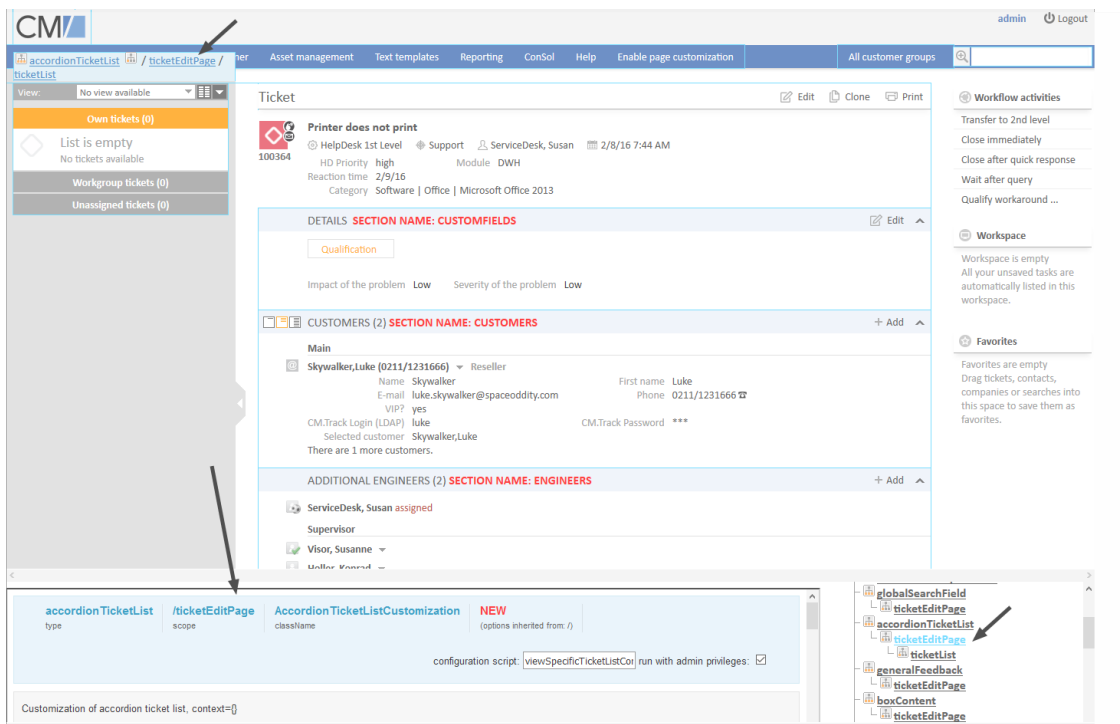 CM/
admin Logout
accordionTicketList / ticketEditPage /
ticketList
ner Asset management Text templates Reporting ConSol Help Enable page customization All customer groups
View: No view available
Own tickets (0)
List is empty
No tickets available
Workgroup tickets (0)
Unassigned tickets (0)
Ticket Edit Clone Print
Printer does not print
HelpDesk 1st Level Support ServiceDesk, Susan 2/8/16 7:44 AM
100364
HD Priority high Module DWH
Reaction time 2/9/16
Category Software | Office | Microsoft Office 2013
DETAILS SECTION NAME: CUSTOMFIELDS Edit
Qualification
Impact of the problem Low Severity of the problem Low
CUSTOMERS (2) SECTION NAME: CUSTOMERS + Add
Main
Skywalker,Luke (0211/1231666) Reseller
Name Skywalker First name Luke
E-mail luke.skywalker@spaceoddity.com Phone 0211/1231666
VIP? yes
CM.Track Login (LDAP) luke CM.Track Password ***
Selected customer Skywalker,Luke
There are 1 more customers.
ADDITIONAL ENGINEERS (2) SECTION NAME: ENGINEERS + Add
ServiceDesk, Susan assigned
Supervisor
Visor, Susanne
Holler, Konrad
Workflow activities
Transfer to 2nd level
Close immediately
Close after quick response
Wait after query
Qualify workaround ...
Workspace
Workspace is empty
All your unsaved tasks are
automatically listed in this
workspace.
Favorites
Favorites are empty
Drag tickets, contacts,
companies or searches into
this space to save them as
favorites.
accordionTicketList /ticketEditPage AccordionTicketListCustomization NEW
type scope className (options inherited from: /)
configuration script: viewSpecificTicketListCor run with admin privileges:
Customization of accordion ticket list, context={}
globalSearchField
ticketEditPage
accordionTicketList
ticketEditPage
ticketList
generalFeedback
ticketEditPage
boxContent
ticketEditPage